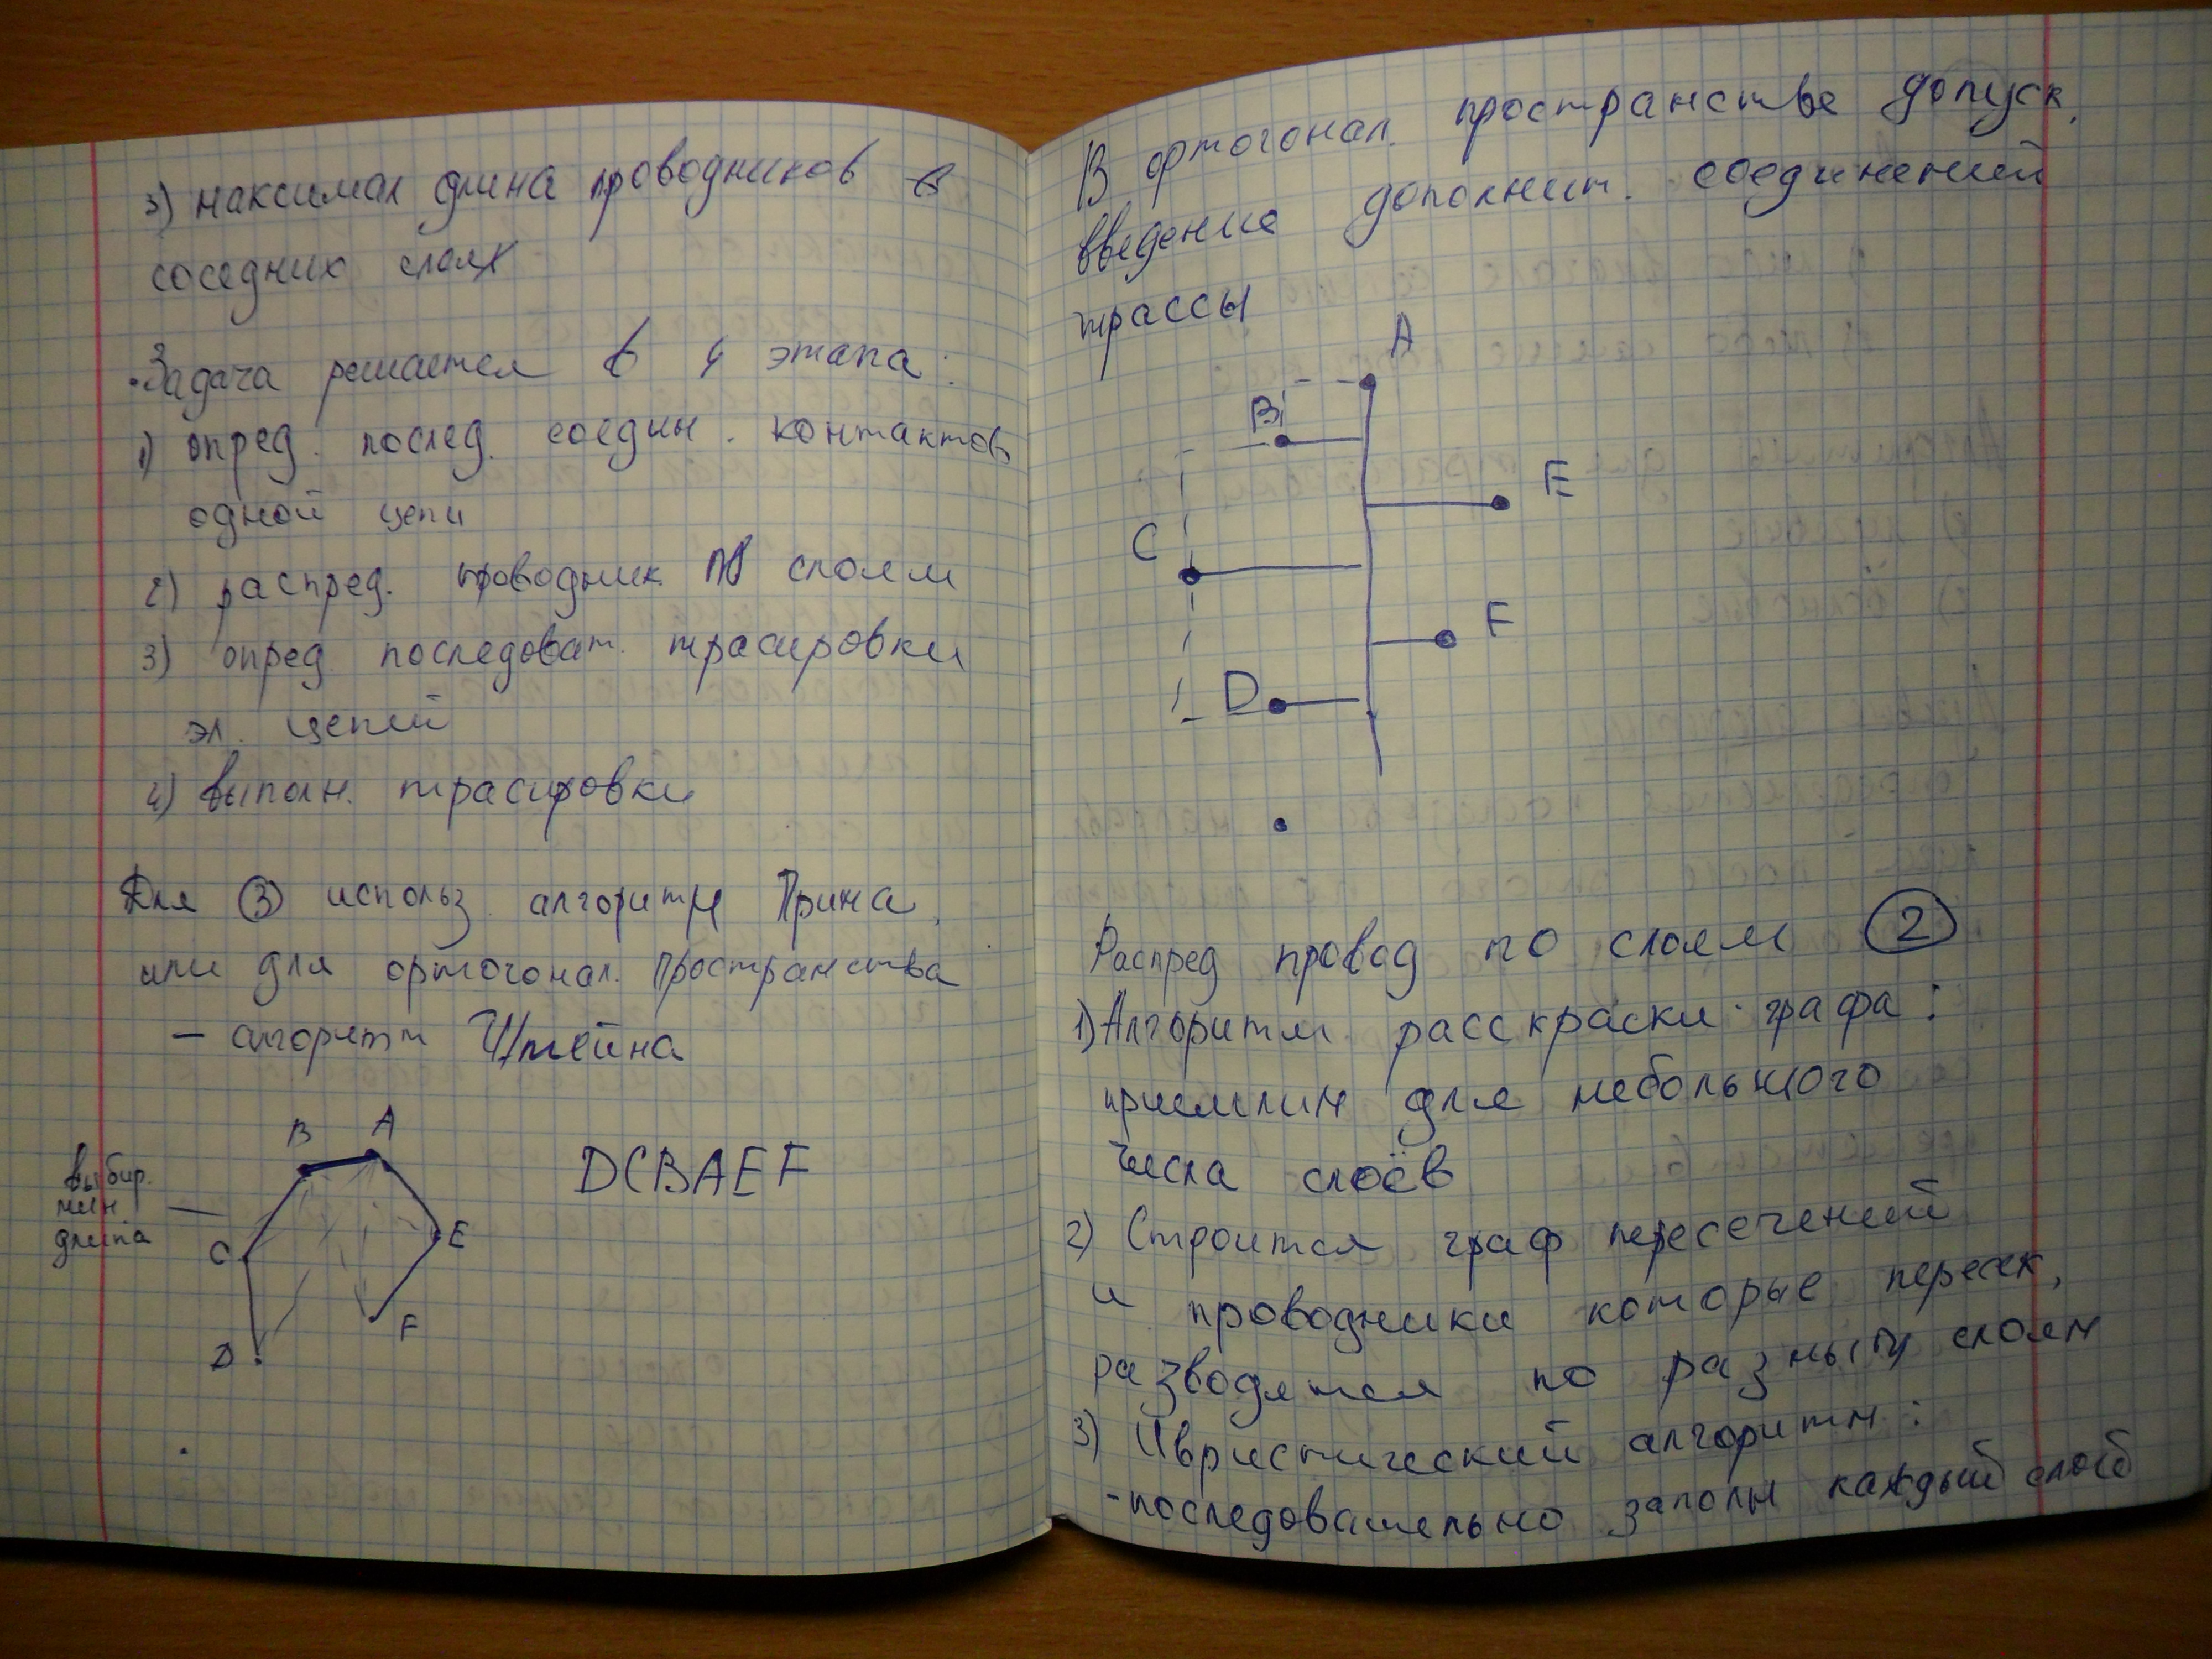 3) максимал длина проводников в
соседних слоях
Задача решается в 4 этапа:
1) опред. послед. соедин. контактов
одной цепи
2) распред. проводник по слоям
3) опред. последоват. трасировки
эл. цепей
4) выполн. трасировки
Для ③ использ. алгоритм Прима,
или для ортогонал. пространства
– алгоритм Штейна
B A
DCBAEF
выбир.
мин
длина
C E
F
D
В ортогонал. пространстве допуск.
введение дополнит. соединений
трассы
A
B
E
C
F
D
Распред провод по слоям ②
1) Алгоритм расскраски графа:
приемлим для небольшого
числа слоёв
2) Строится граф пересечений
и проводники которые пересек,
разводятся по разным слоям
3) Ивристический алгоритм:
-последовательно заполн каждый слой